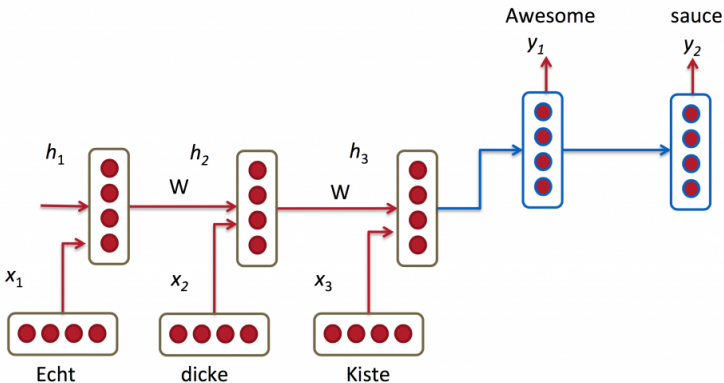 Awesome sauce
y1 y2
h1 h2 h3
W W
x1 x2 x3
Echt dicke Kiste